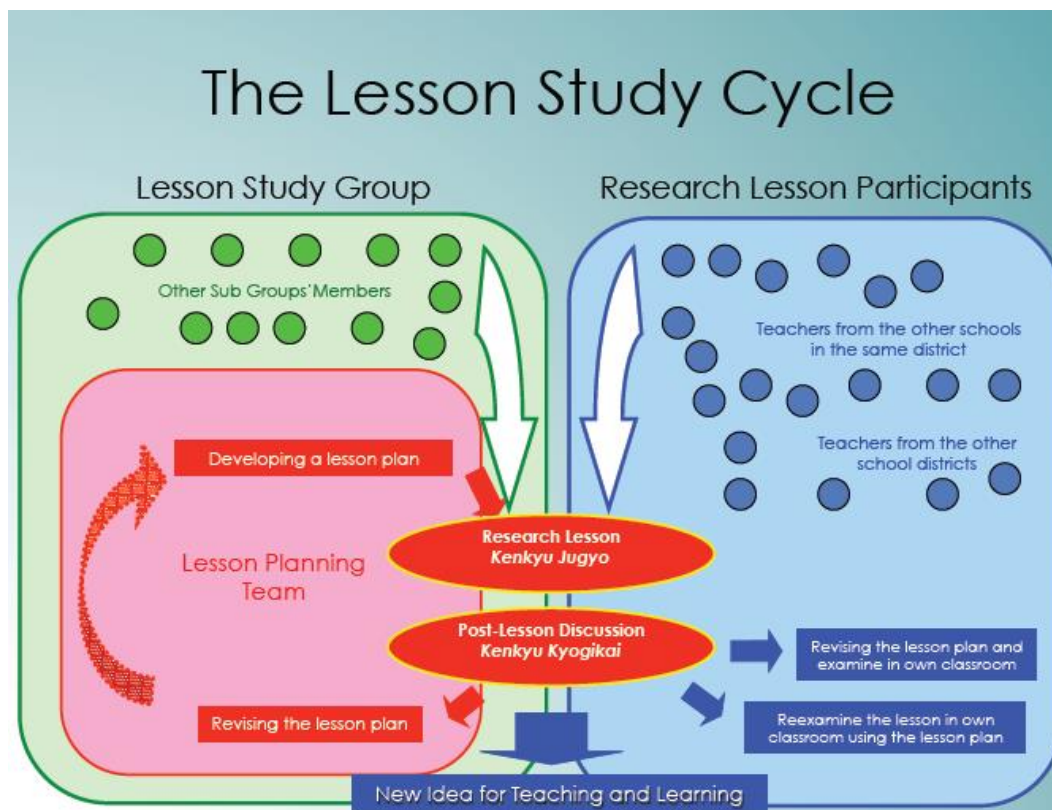 The Lesson Study Cycle
Lesson Study Group
Research Lesson Participants
Other Sub Groups' Members
Teachers from the other schools
in the same district
Teachers from the other
school districts
Developing a lesson plan
Lesson Planning
Team
Research Lesson
Kenkyu Jugyo
Post-Lesson Discussion
Kenkyu Kyogikai
Revising the lesson plan and
examine in own classroom
Revising the lesson plan
Reexamine the lesson in own
classroom using the lesson plan
New Idea for Teaching and Learning